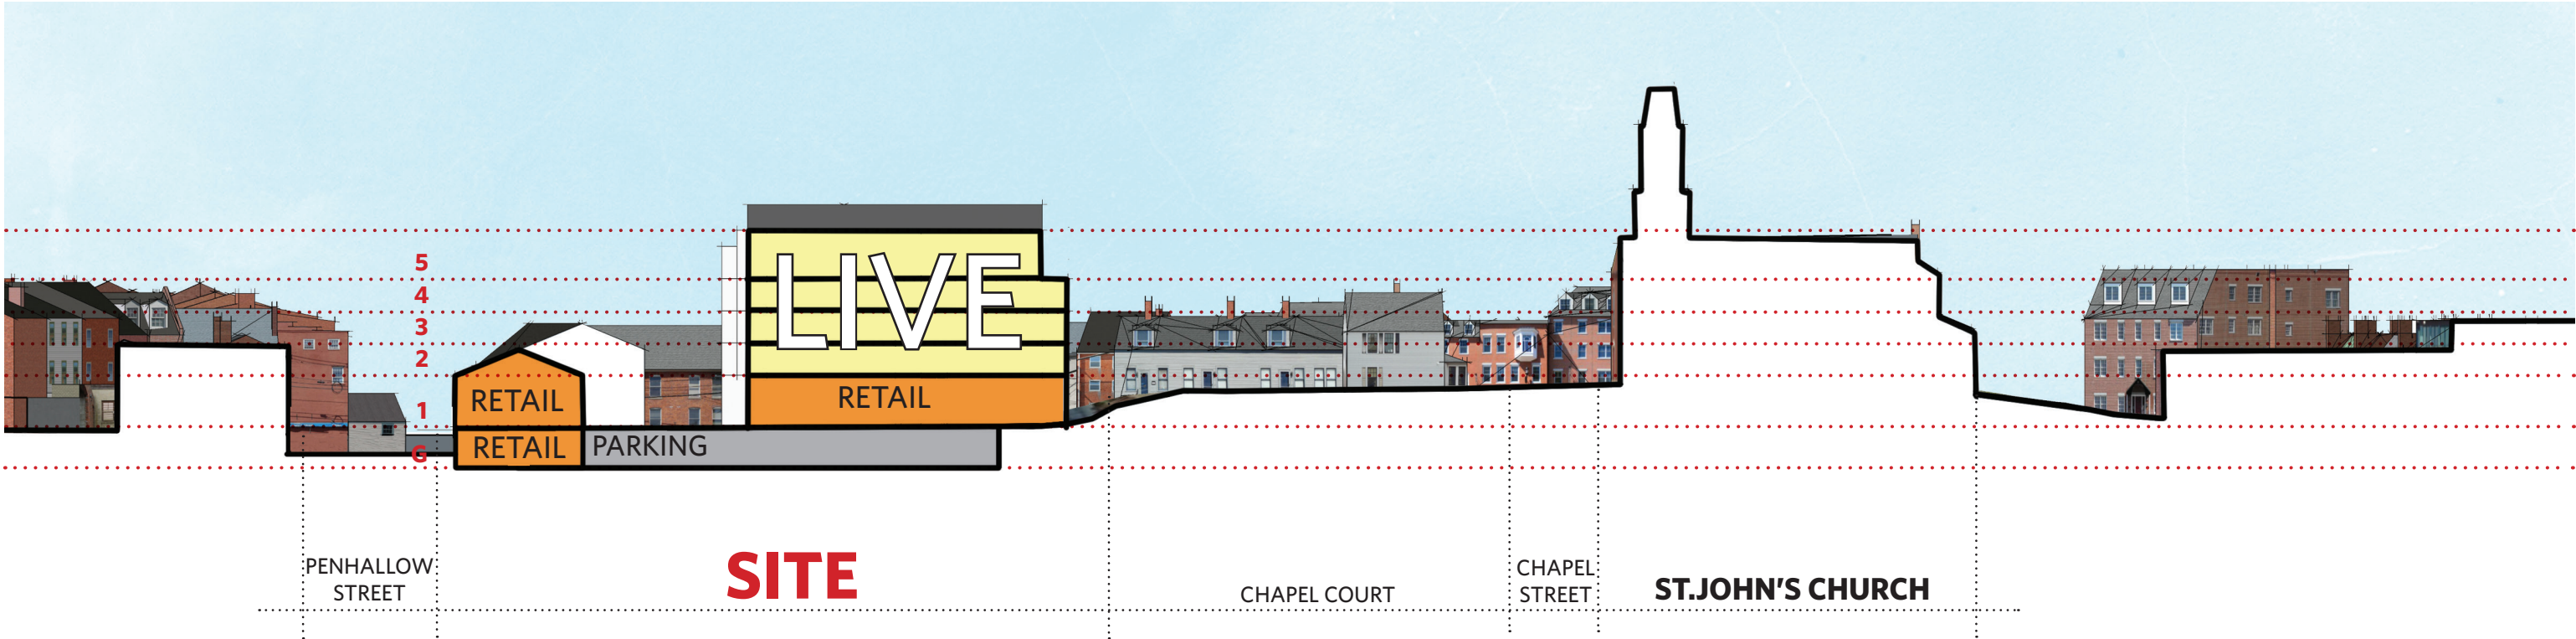 5
4
3
2
1
G
LIVE
RETAIL
RETAIL
RETAIL
PARKING
PENHALLOW
STREET
SITE
CHAPEL COURT
CHAPEL
STREET
ST.JOHN'S CHURCH